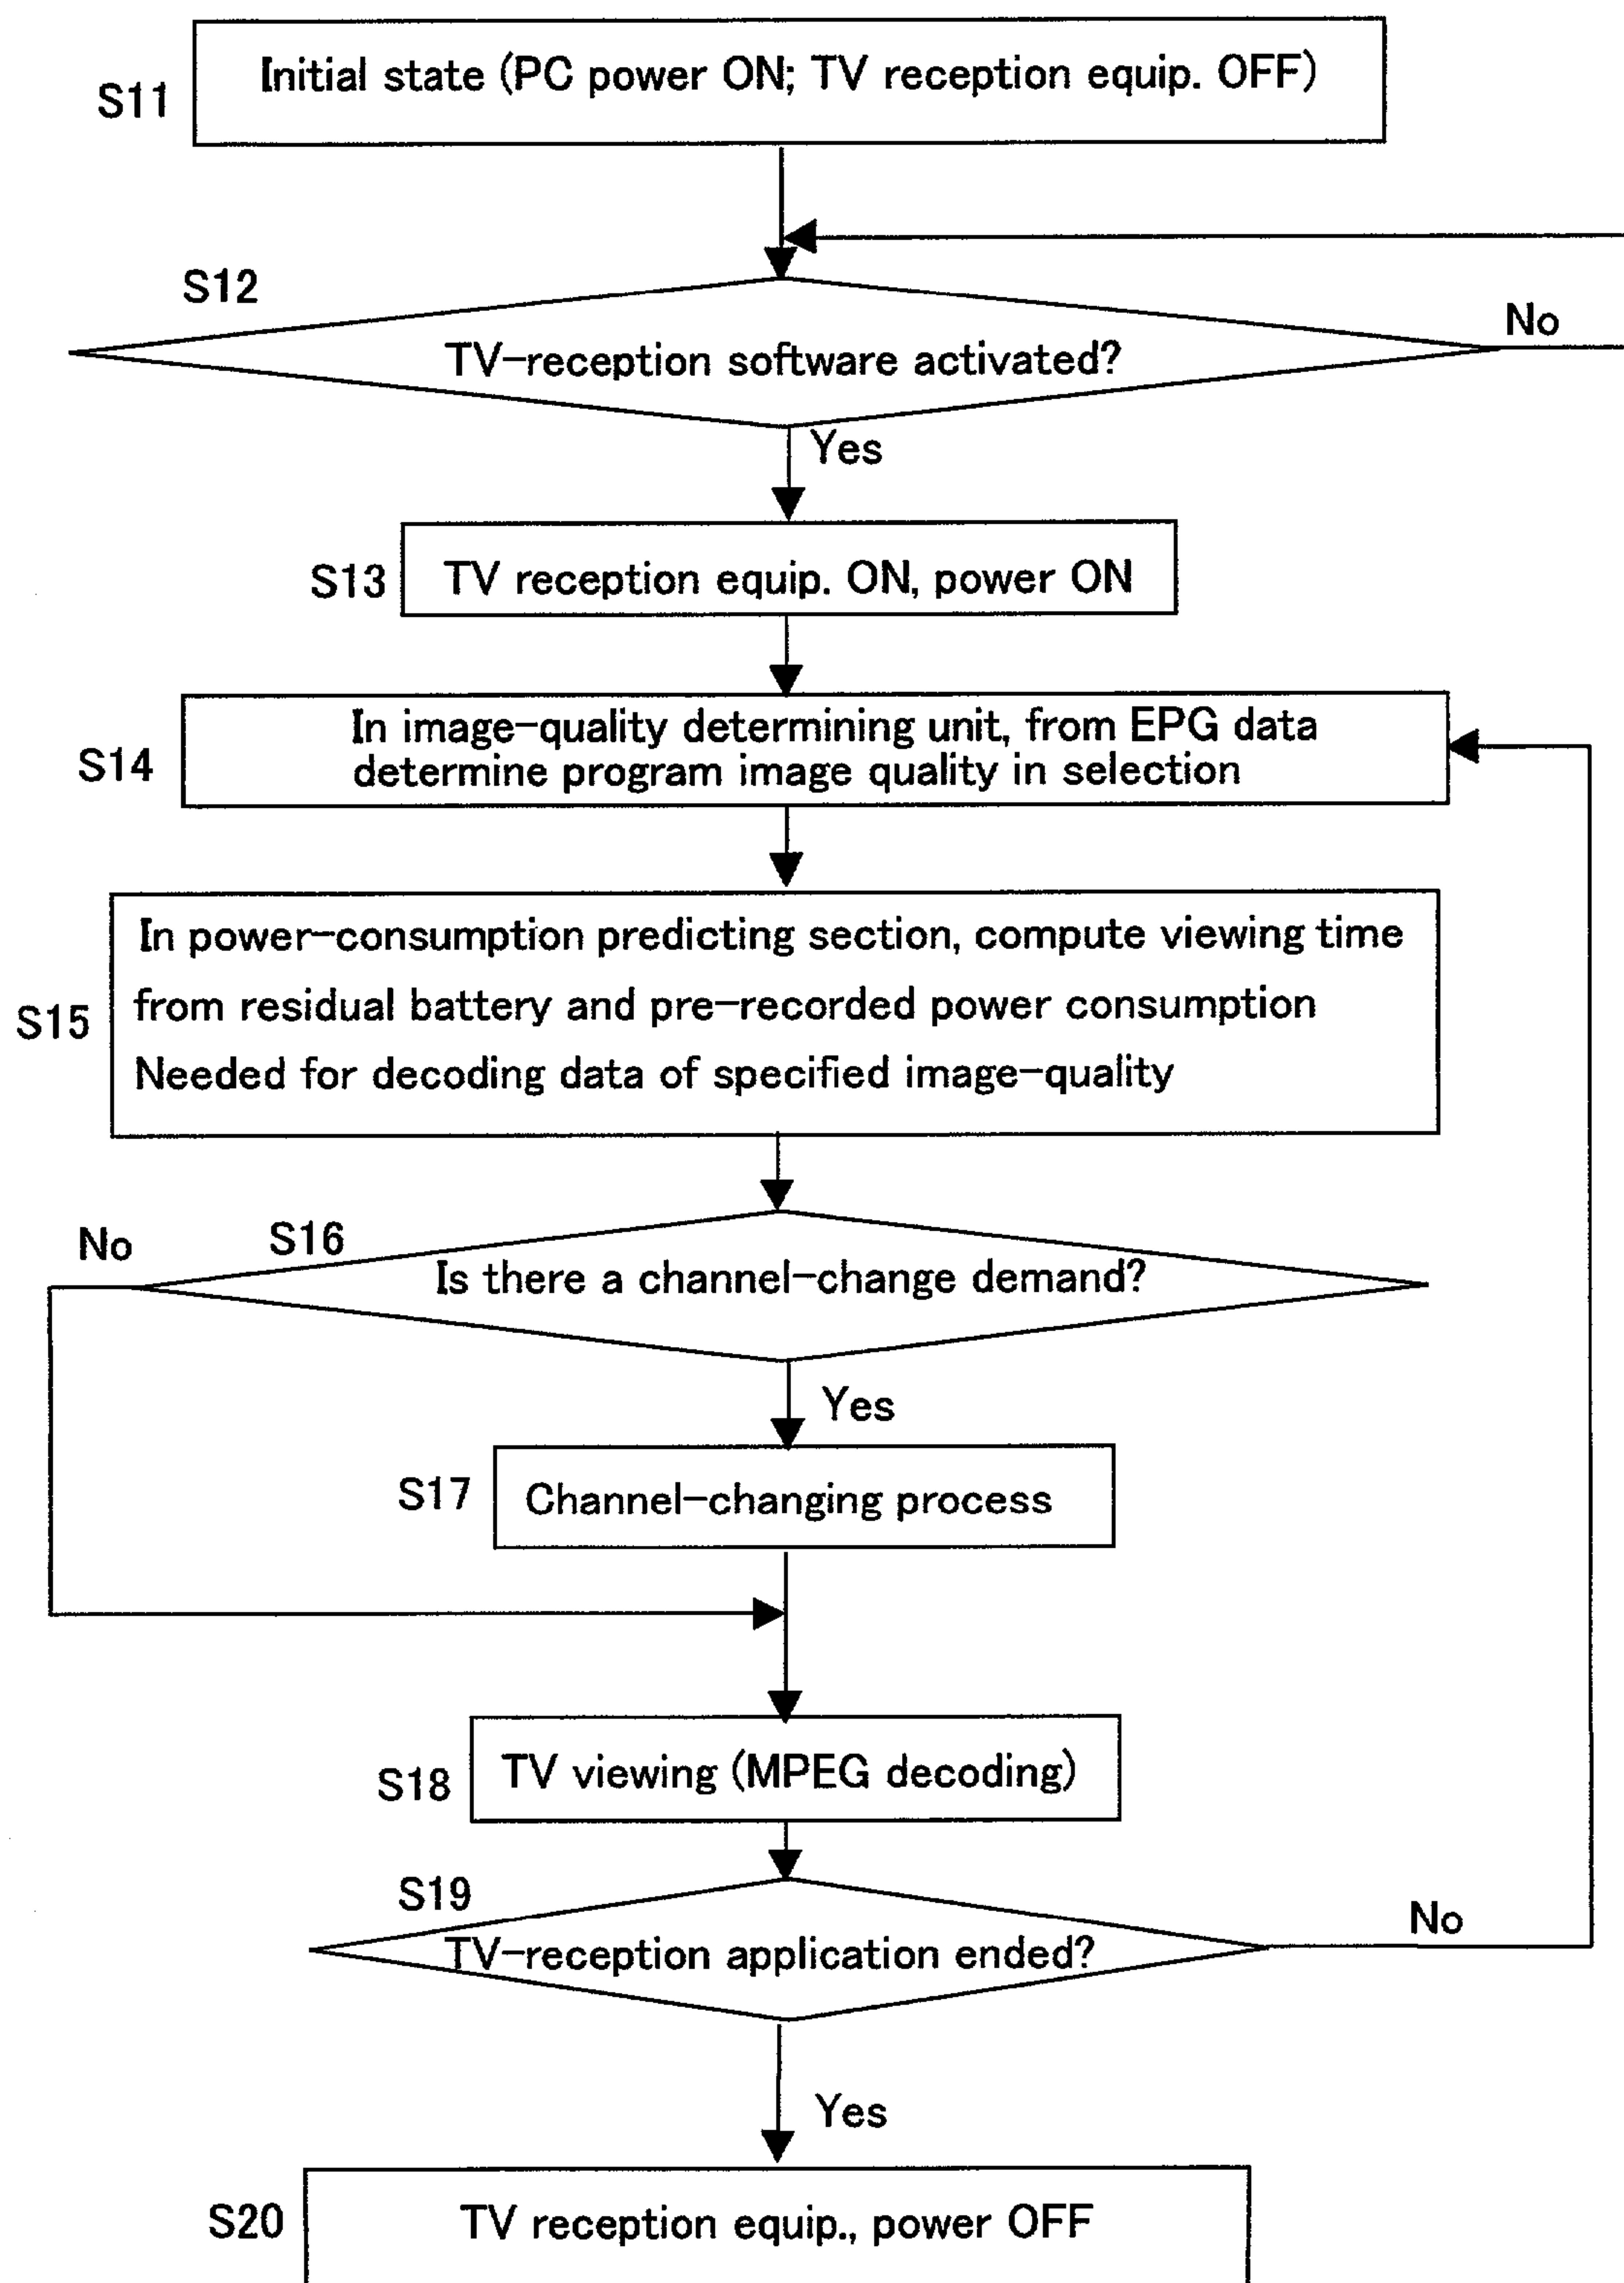 S11
Initial state (PC power ON; TV reception equip. OFF)
S12
TV-reception software activated?
No
Yes
S13
TV reception equip. ON, power ON
S14
In image-quality determining unit, from EPG data
determine program image quality in selection
S15
In power-consumption predicting section, compute viewing time
from residual battery and pre-recorded power consumption
Needed for decoding data of specified image-quality
No
S16
Is there a channel-change demand?
Yes
S17
Channel-changing process
S18
TV viewing (MPEG decoding)
S19
TV-reception application ended?
No
Yes
S20
TV reception equip., power OFF